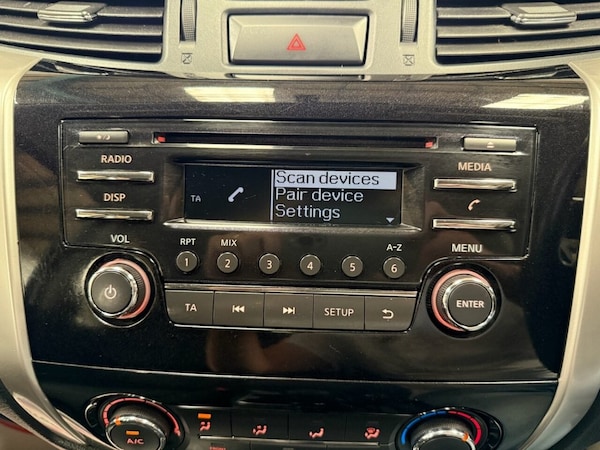 RADIO
MEDIA
Scan devices
Pair device
Settings
TA
DISP
VOL
RPT
MIX
A-Z
MENU
1
2
3
4
5
6
ENTER
TA
SETUP
A/C